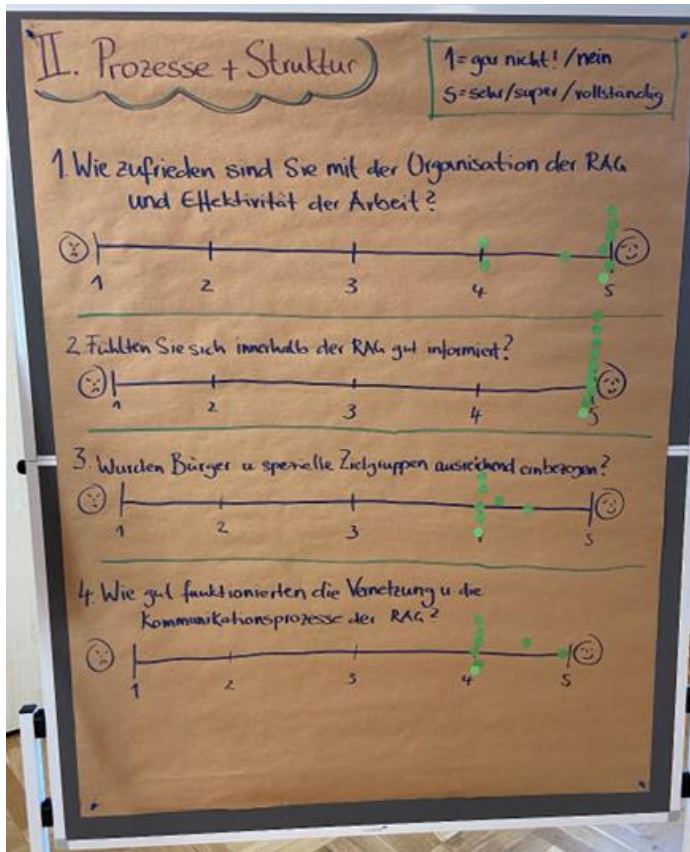 II. Prozesse + Struktur
1 = gar nicht! / nein
5 = sehr/super/vollständig
1. Wie zufrieden sind Sie mit der Organisation der RAG
und Effektivität der Arbeit?
1 2 3 4 5
2. Fühlten Sie sich innerhalb der RAG gut informiert?
1 2 3 4 5
3. Wurden Bürger u spezielle Zielgruppen ausreichend einbezogen?
1 2 3 5
4. Wie gut funktionierten die Vernetzung u die
Kommunikationsprozesse der RAG?
1 2 3 4 5